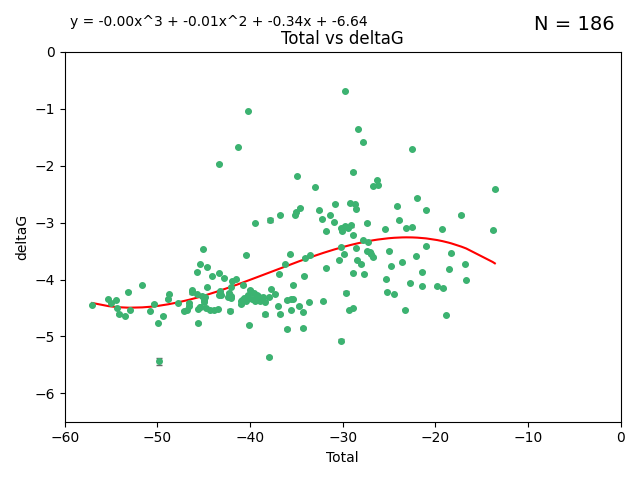 y = -0.00x^3 + -0.01x^2 + -0.34x + -6.64
N = 186
Total vs deltaG
0
−1
−2
−3
−4
−5
−6
deltaG
−60 −50 −40 −30 −20 −10 0
Total